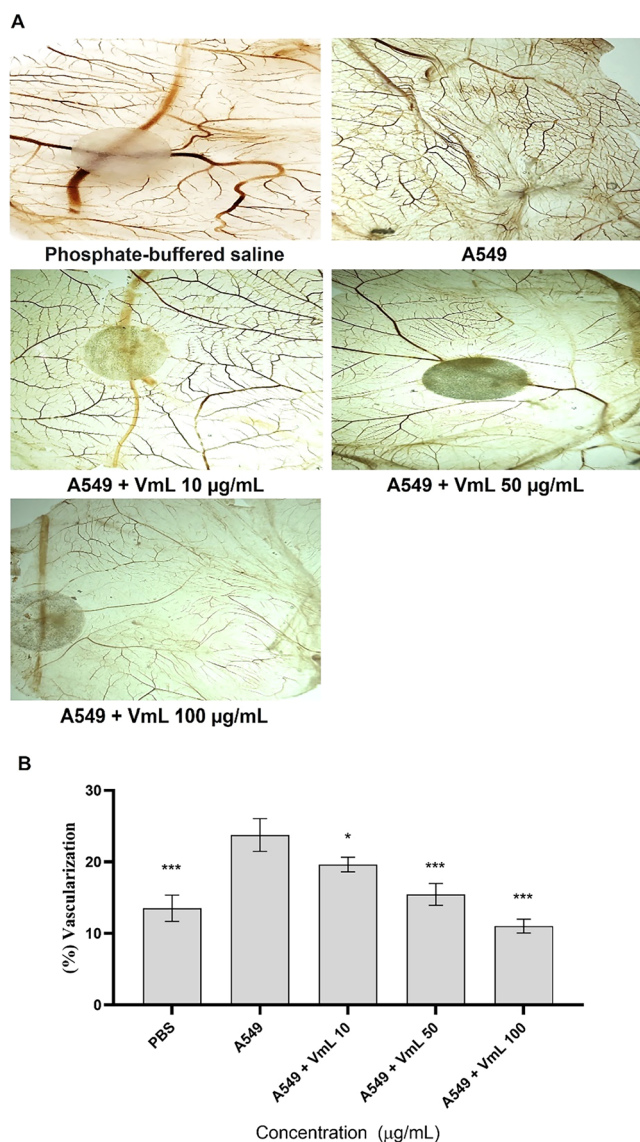 A
Phosphate-buffered saline
A549
A549 + VmL 10 µg/mL
A549 + VmL 50 µg/mL
A549 + VmL 100 µg/mL
B
(%) Vascularization
30
20
10
0
***
*
***
***
PBS
A549
A549 + VmL 10
A549 + VmL 50
A549 + VmL 100
Concentration (µg/mL)